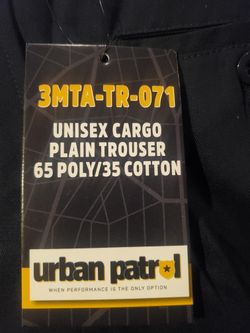 3MTA-TR-071
UNISEX CARGO
PLAIN TROUSER
65 POLY/35 COTTON
urban patrol
WHEN PERFORMANCE IS THE ONLY OPTION